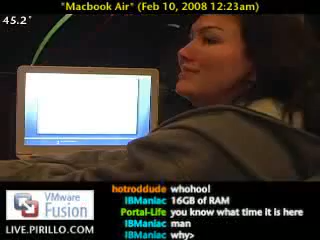 *Macbook Air* (Feb 10, 2008 12:23am)
45.2°
VMware
Fusion
LIVE.PIRILLO.COM
hotroddude whohoo!
IBManiac 16GB of RAM
Portal-Life you know what time it is here
IBManiac man
IBManiac why>